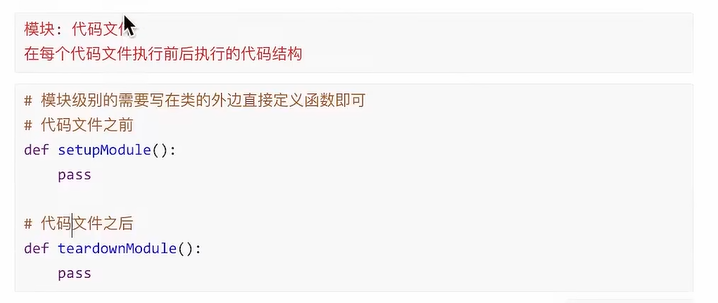 模块: 代码文件
在每个代码文件执行前后执行的代码结构
# 模块级别的需要写在类的外边直接定义函数即可
# 代码文件之前
def setupModule():
    pass
# 代码文件之后
def teardownModule():
    pass